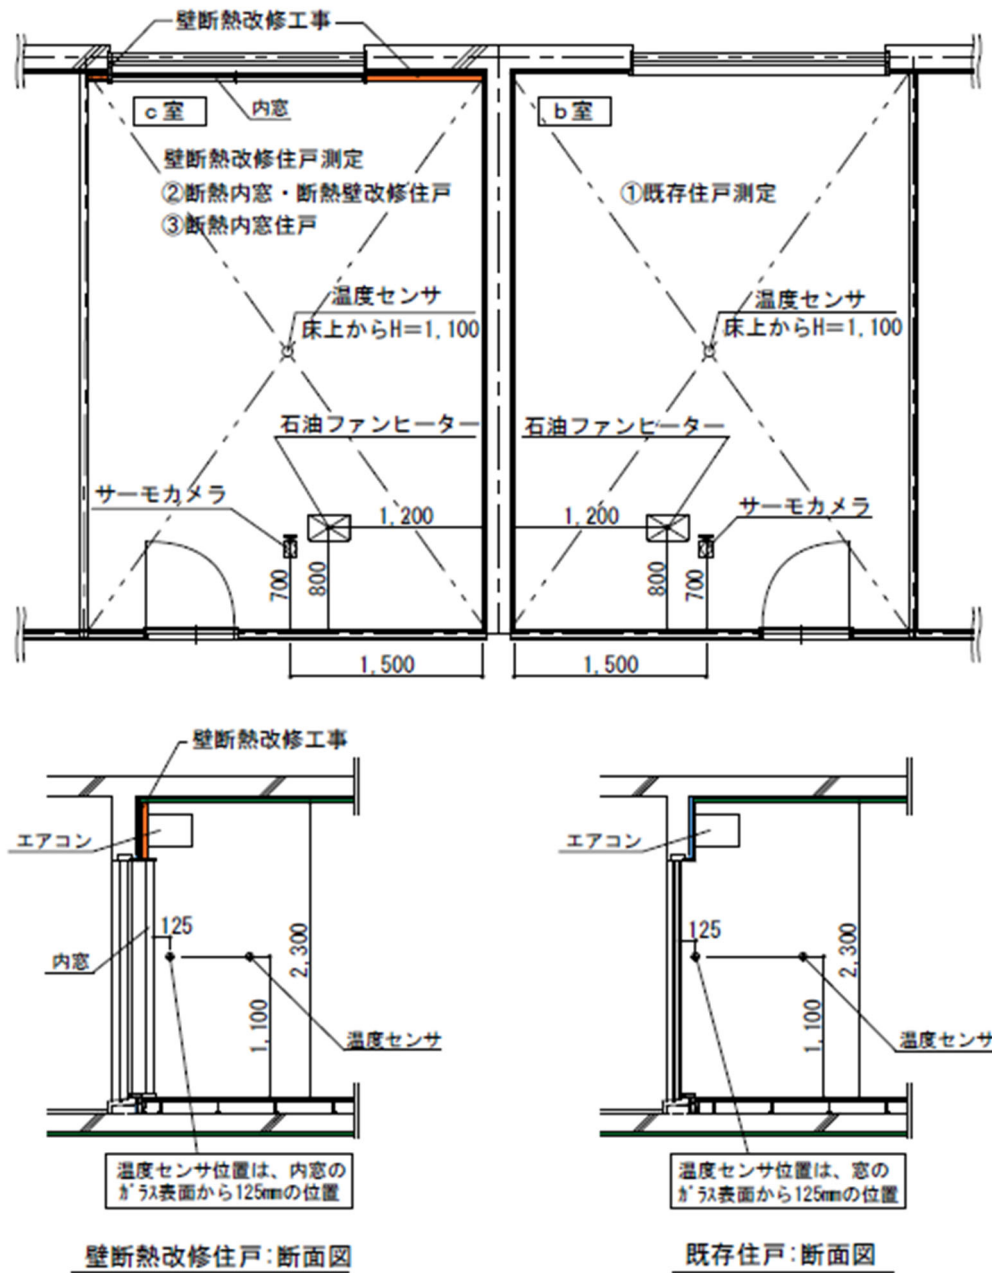 壁断熱改修工事
c室
内窓
b室
壁断熱改修住戸測定
②断熱内窓・断熱壁改修住戸
③断熱内窓住戸
①既存住戸測定
温度センサ
床上からH=1,100
温度センサ
床上からH=1,100
石油ファンヒーター
石油ファンヒーター
サーモカメラ
1,200
1,200
サーモカメラ
700
800
800
700
1,500
1,500
壁断熱改修工事
エアコン
125
内窓
2,300
1,100
温度センサ
温度センサ位置は、内窓の
ガラス表面から125mmの位置
壁断熱改修住戸:断面図
エアコン
125
2,300
1,100
温度センサ
温度センサ位置は、窓の
ガラス表面から125mmの位置
既存住戸:断面図